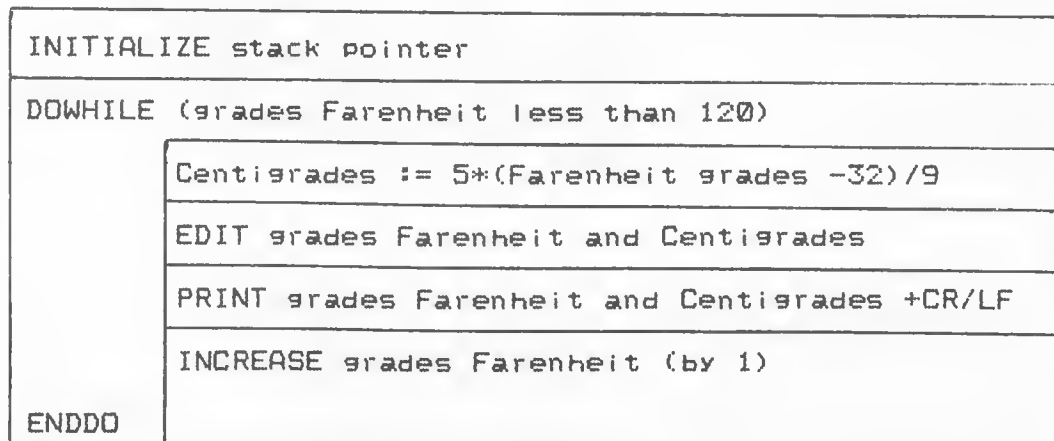 INITIALIZE stack pointer
DOWHILE (grades Farenheit less than 120)
Centigrades := 5*(Farenheit grades -32)/9
EDIT grades Farenheit and Centigrades
PRINT grades Farenheit and Centigrades +CR/LF
INCREASE grades Farenheit (by 1)
ENDDO